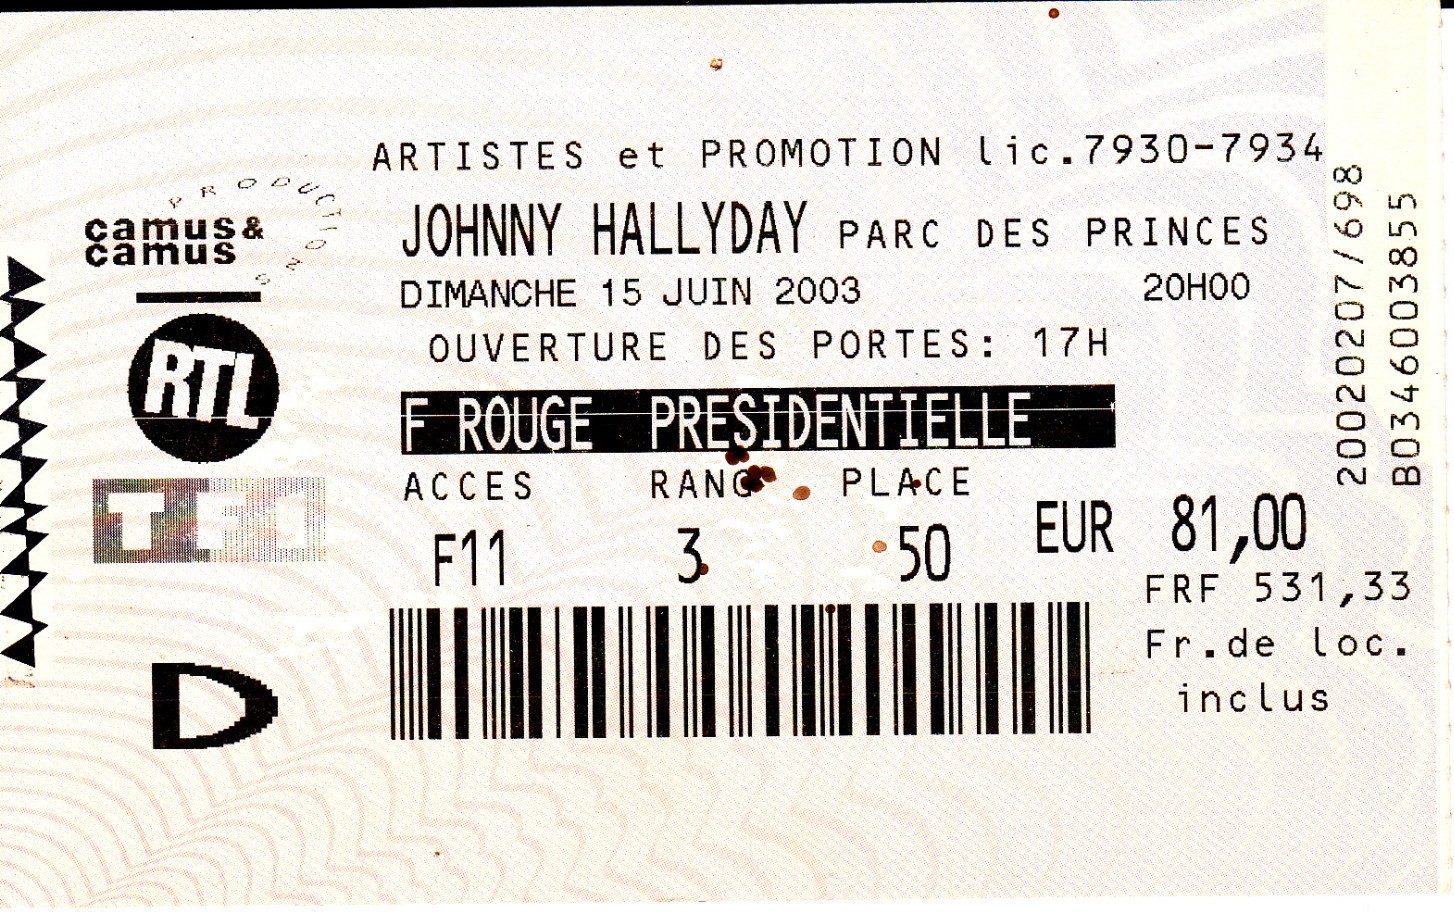 ARTISTES et PROMOTION lic.7930-7934
PRODUCTIONS
camus&
camus
JOHNNY HALLYDAY PARC DES PRINCES
DIMANCHE 15 JUIN 2003 20H00
OUVERTURE DES PORTES: 17H
RTL
F ROUGE PRESIDENTIELLE
TF1
ACCES RANG PLACE
F11 3 50
EUR 81,00
FRF 531,33
Fr.de loc.
inclus
D
20020207/698
B0346003855